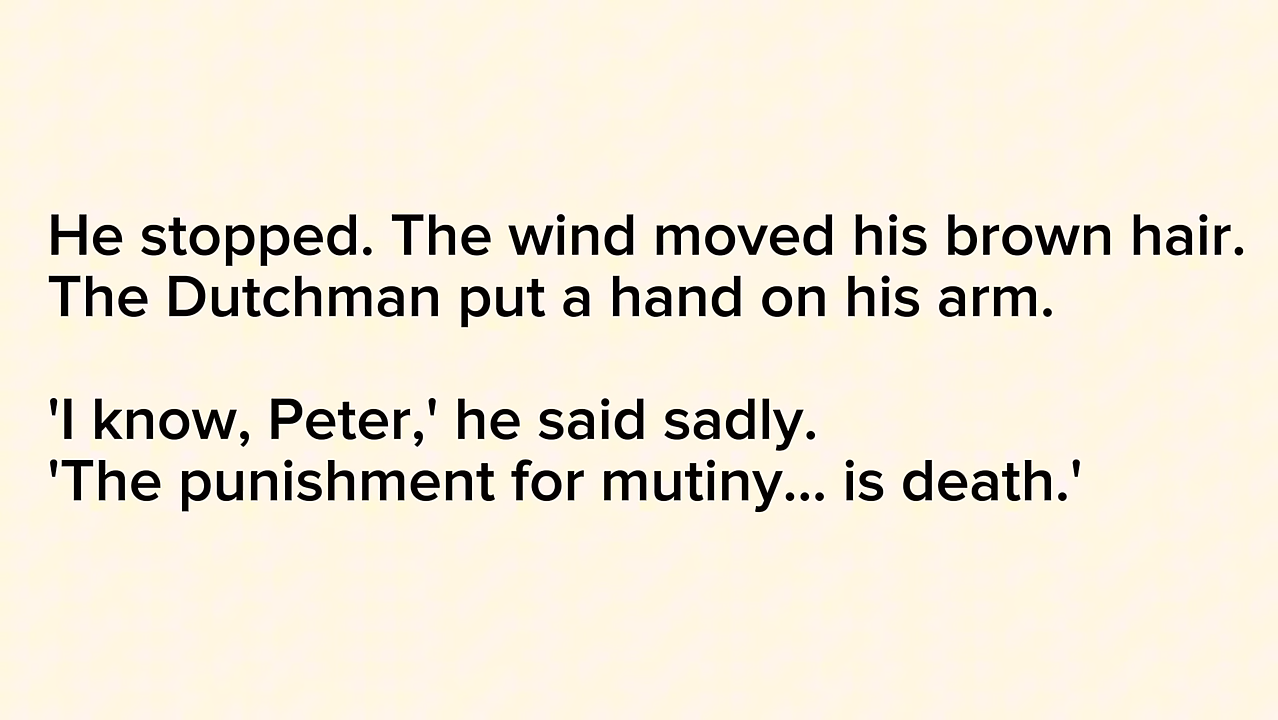 He stopped. The wind moved his brown hair.
The Dutchman put a hand on his arm.
'I know, Peter,' he said sadly.
'The punishment for mutiny... is death.'